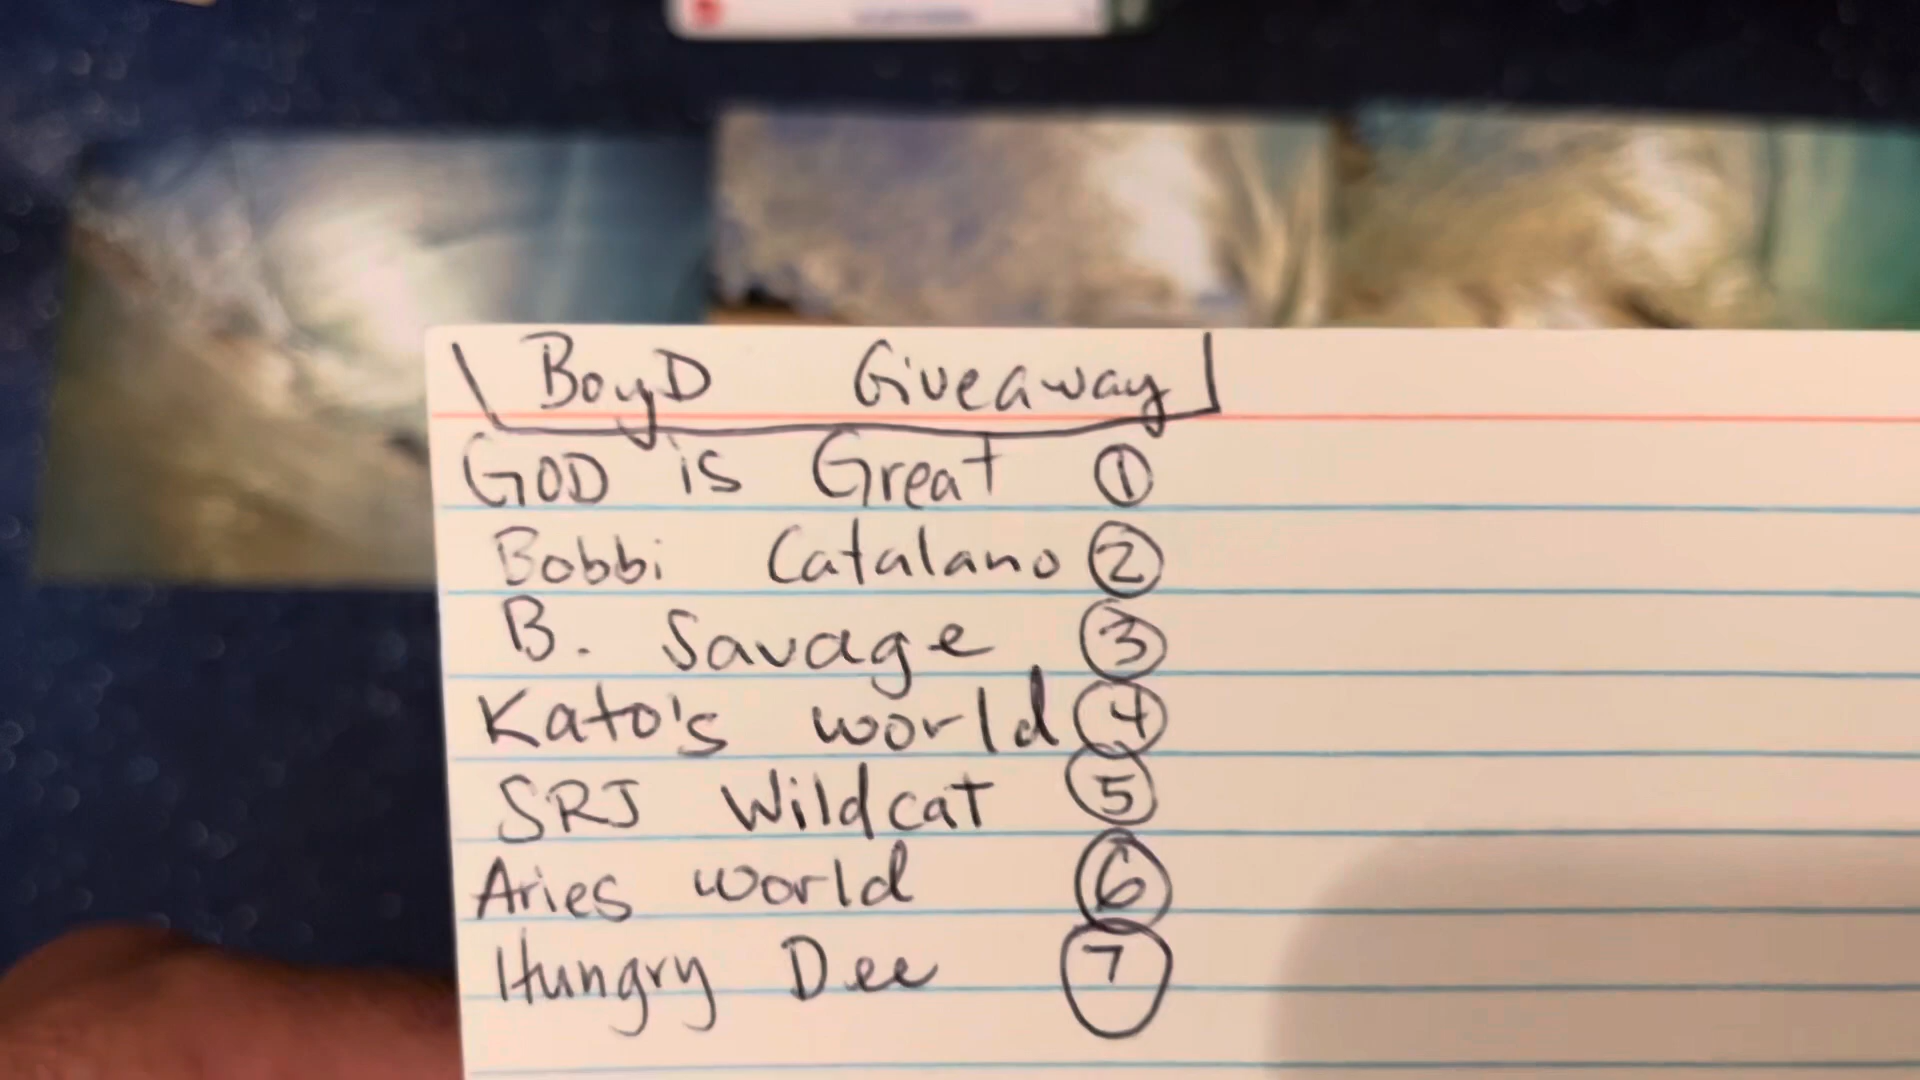 BoyD Giveaway
GOD is Great ①
Bobbi Catalano ②
B. Savage ③
Kato's world ④
SRJ Wildcat ⑤
Aries world ⑥
Hungry Dee ⑦